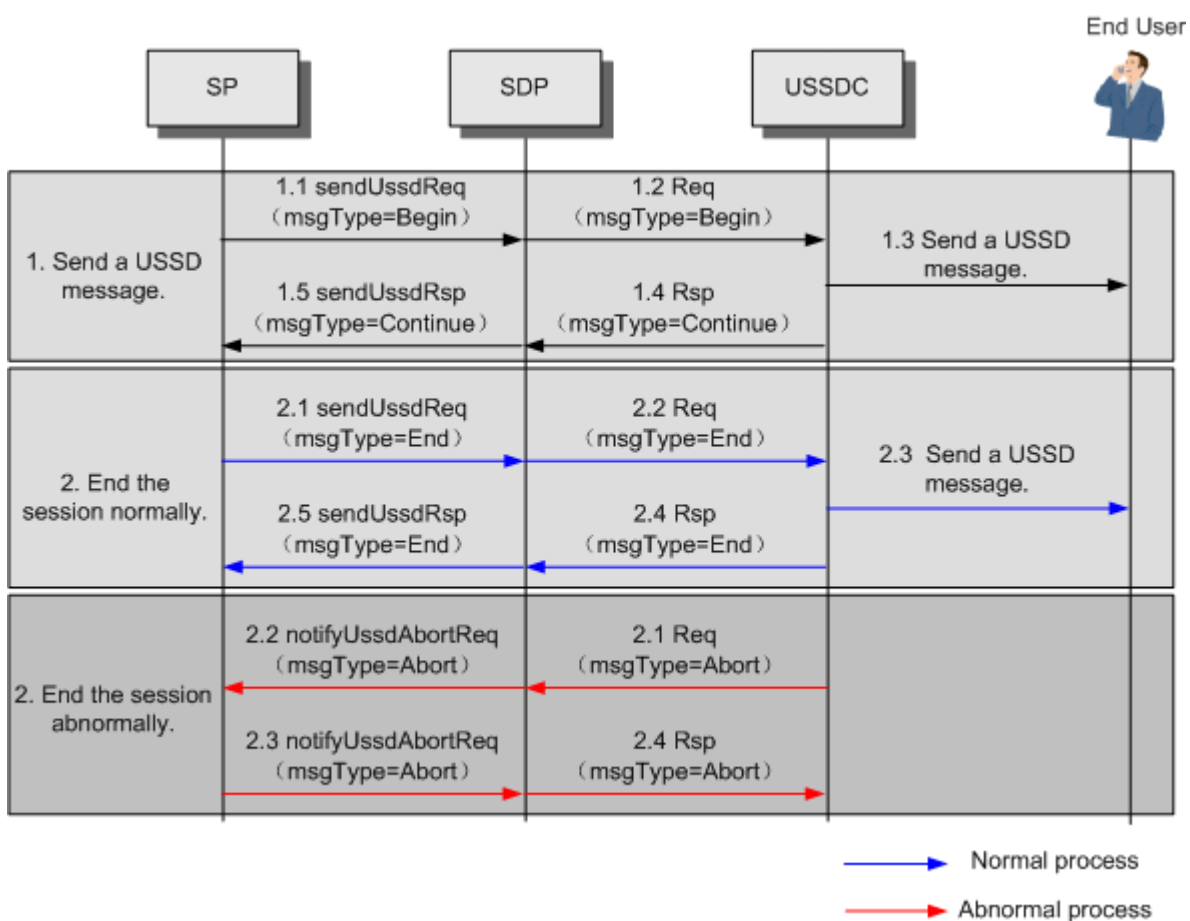 End User
SP
SDP
USSDC
1. Send a USSD
message.
1.1 sendUssdReq
（msgType=Begin）
1.2 Req
（msgType=Begin）
1.3 Send a USSD
message.
1.5 sendUssdRsp
（msgType=Continue）
1.4 Rsp
（msgType=Continue）
2. End the
session normally.
2.1 sendUssdReq
（msgType=End）
2.2 Req
（msgType=End）
2.3 Send a USSD
message.
2.5 sendUssdRsp
（msgType=End）
2.4 Rsp
（msgType=End）
2. End the session
abnormally.
2.2 notifyUssdAbortReq
（msgType=Abort）
2.1 Req
（msgType=Abort）
2.3 notifyUssdAbortReq
（msgType=Abort）
2.4 Rsp
（msgType=Abort）
Normal process
Abnormal process